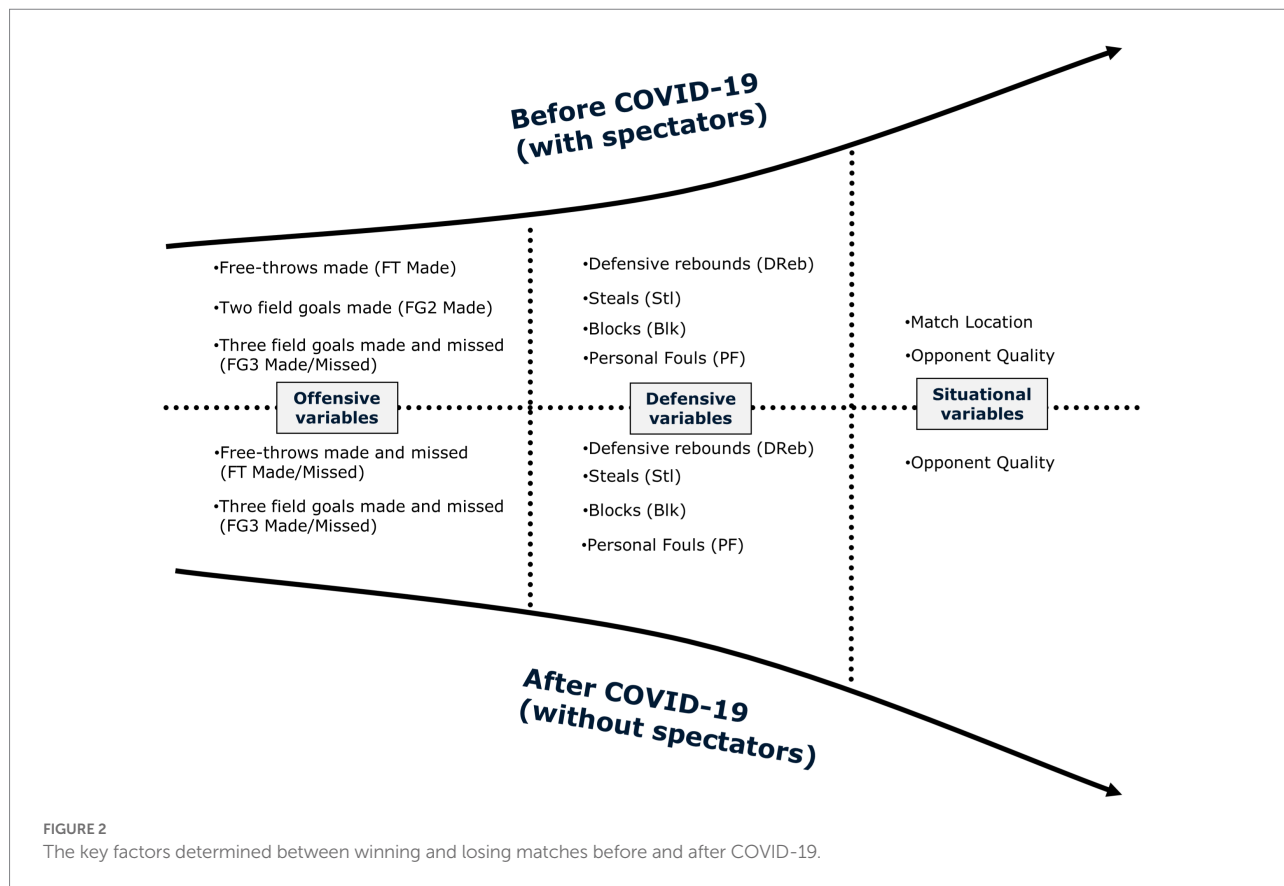 Before COVID-19
(with spectators)
•Free-throws made (FT Made)
•Two field goals made (FG2 Made)
•Three field goals made and missed
(FG3 Made/Missed)
•Defensive rebounds (DReb)
•Steals (Stl)
•Blocks (Blk)
•Personal Fouls (PF)
•Match Location
•Opponent Quality
Offensive
variables
Defensive
variables
Situational
variables
•Free-throws made and missed
(FT Made/Missed)
•Three field goals made and missed
(FG3 Made/Missed)
•Defensive rebounds (DReb)
•Steals (Stl)
•Blocks (Blk)
•Personal Fouls (PF)
•Opponent Quality
After COVID-19
(without spectators)
FIGURE 2
The key factors determined between winning and losing matches before and after COVID-19.